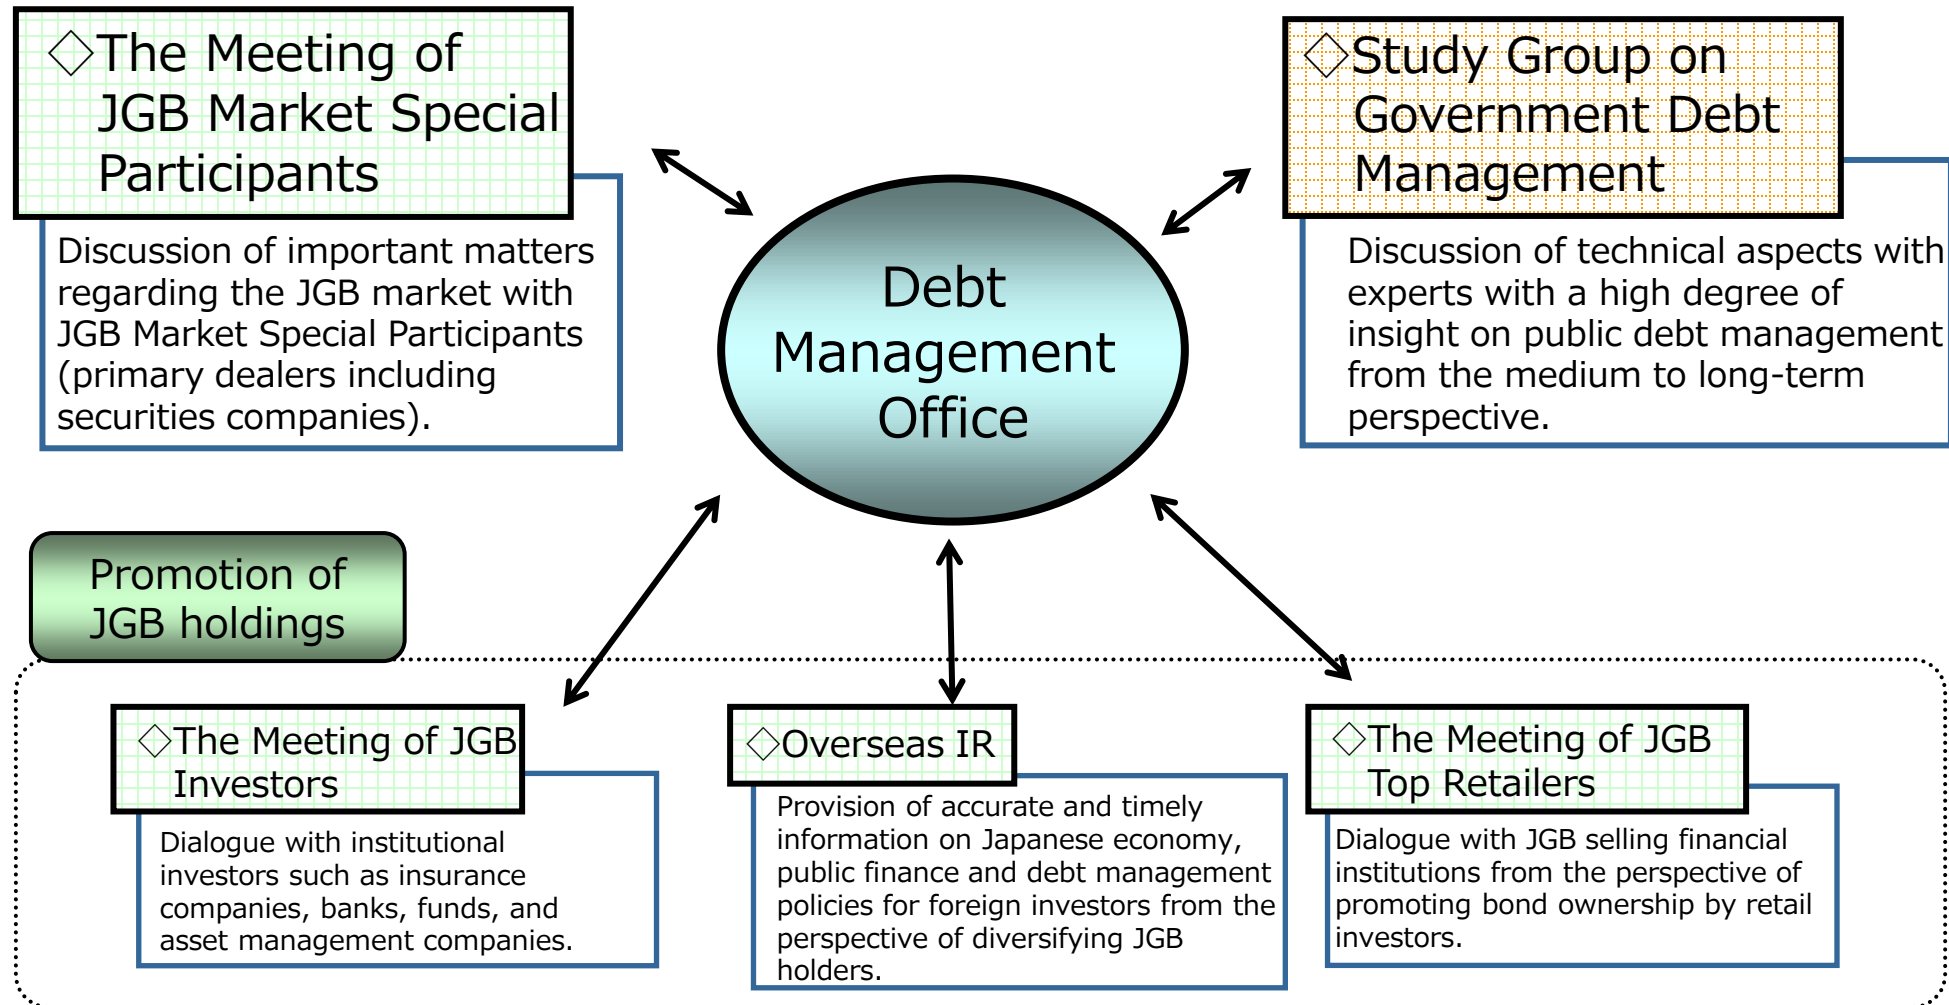 ◇The Meeting of
JGB Market Special
Participants
Discussion of important matters
regarding the JGB market with
JGB Market Special Participants
(primary dealers including
securities companies).
◇Study Group on
Government Debt
Management
Discussion of technical aspects with
experts with a high degree of
insight on public debt management
from the medium to long-term
perspective.
Debt
Management
Office
Promotion of
JGB holdings
◇The Meeting of JGB
Investors
Dialogue with institutional
investors such as insurance
companies, banks, funds, and
asset management companies.
◇Overseas IR
Provision of accurate and timely
information on Japanese economy,
public finance and debt management
policies for foreign investors from the
perspective of diversifying JGB
holders.
◇The Meeting of JGB
Top Retailers
Dialogue with JGB selling financial
institutions from the perspective of
promoting bond ownership by retail
investors.